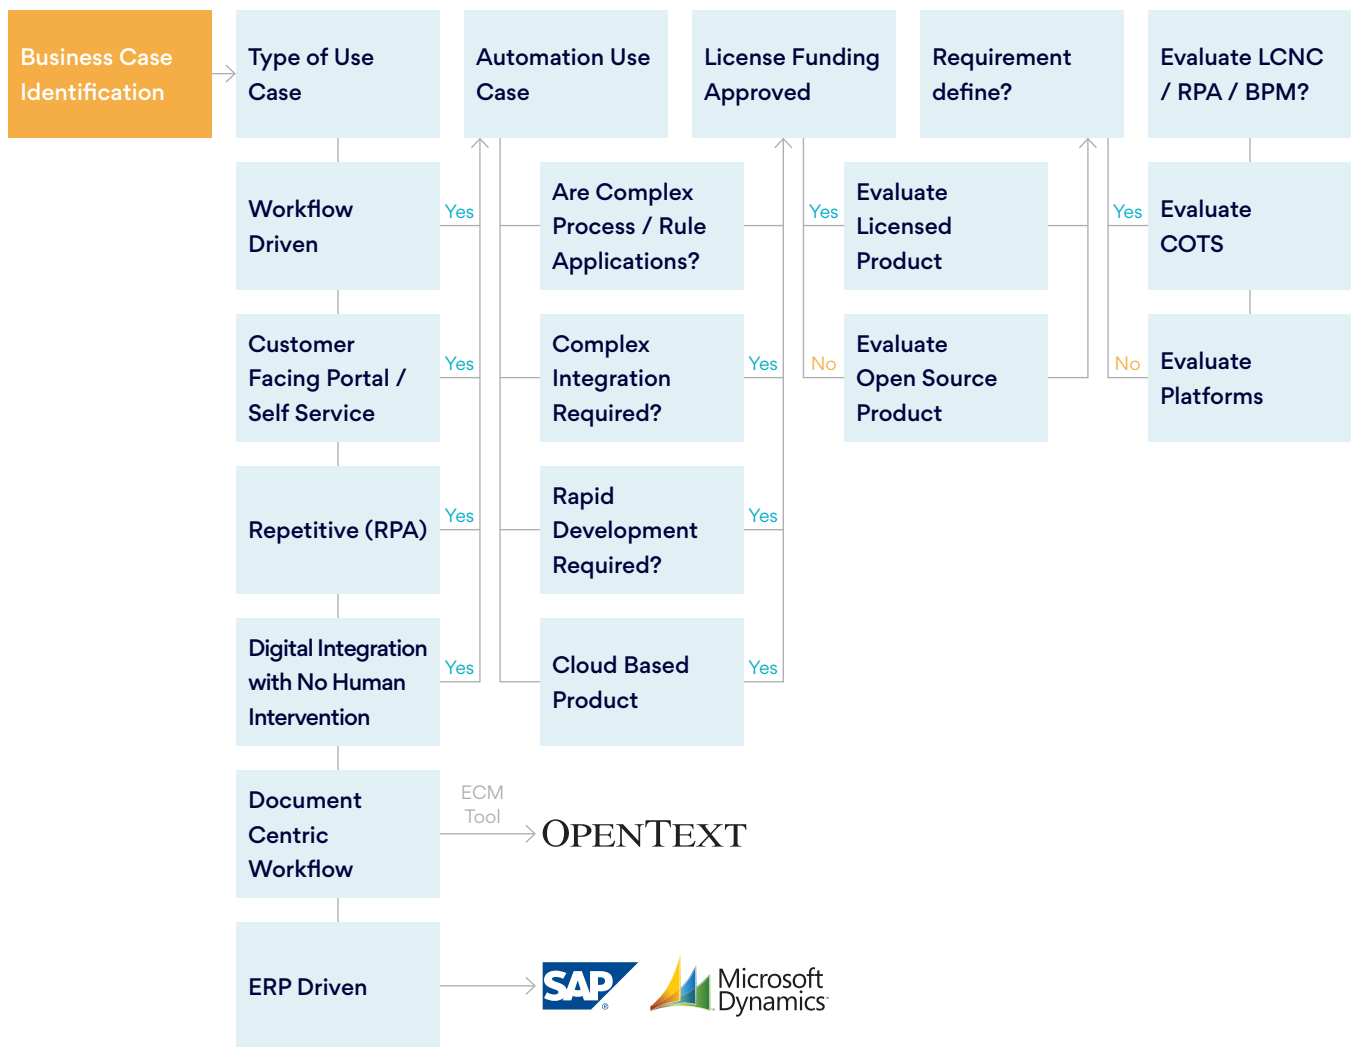 Business Case
Identification
Type of Use
Case
Automation Use
Case
License Funding
Approved
Requirement
define?
Evaluate LCNC
/ RPA / BPM?
Workflow
Driven
Yes
Are Complex
Process / Rule
Applications?
Yes
Evaluate
Licensed
Product
Yes
Evaluate
COTS
Customer
Facing Portal /
Self Service
Yes
Complex
Integration
Required?
Yes
No
Evaluate
Open Source
Product
No
Evaluate
Platforms
Repetitive (RPA)
Yes
Rapid
Development
Required?
Yes
Digital Integration
with No Human
Intervention
Yes
Cloud Based
Product
Yes
Document
Centric
Workflow
ECM
Tool
OPENTEXT
ERP Driven
SAP®
Microsoft
Dynamics™